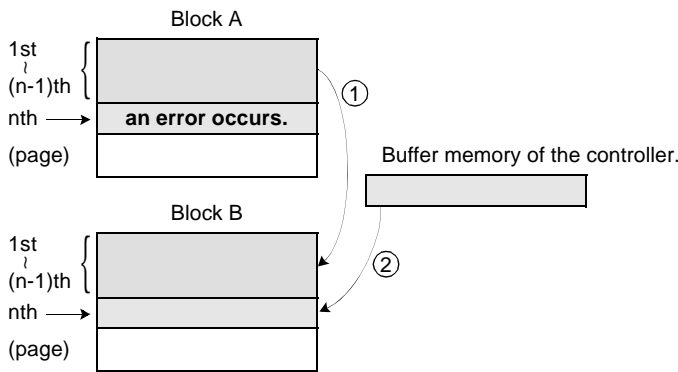 Block A
1st
~
(n-1)th
nth
an error occurs.
(page)
1
Buffer memory of the controller.
Block B
1st
~
(n-1)th
nth
(page)
2